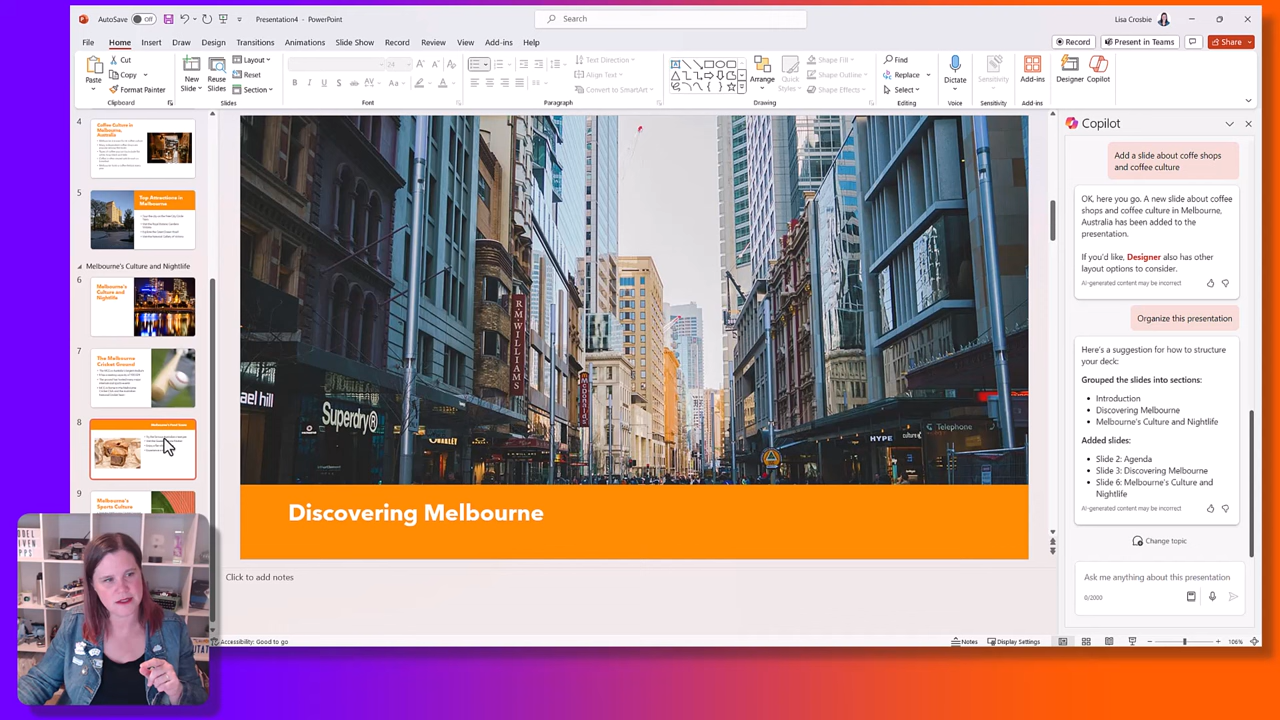 AutoSave Off Presentation4 - PowerPoint Search Lisa Crosbie
File Home Insert Draw Design Transitions Animations Slide Show Record Review View Add-ins Help Record Present in Teams Share
Paste Cut Copy Format Painter Clipboard
New Slide Reuse Slides Layout Reset Section Slides
24 Font
Text Direction Align Text Convert to SmartArt Paragraph
Arrange Quick Styles Shape Fill Shape Outline Shape Effects Drawing
Find Replace Select Editing
Dictate Voice
Sensitivity Sensitivity
Add-ins Add-ins
Designer Copilot
4
Coffee Culture in
Melbourne,
Australia
5
Top Attractions in
Melbourne
Melbourne's Culture and Nightlife
6
Melbourne's
Culture and
Nightlife
7
The Melbourne
Cricket Ground
8
9
Melbourne's
Sports Culture
R.M.WILLIAMS
McDonald's
ael hill
Superdry®
HYPE
Telephone
Discovering Melbourne
Click to add notes
Accessibility: Good to go
Notes
Display Settings
106%
Copilot
Add a slide about coffe shops
and coffee culture
OK, here you go. A new slide about coffee
shops and coffee culture in Melbourne,
Australia has been added to the
presentation.
If you'd like, Designer also has other
layout options to consider.
AI-generated content may be incorrect
Organize this presentation
Here's a suggestion for how to structure
your deck:
Grouped the slides into sections:
• Introduction
• Discovering Melbourne
• Melbourne's Culture and Nightlife
Added slides:
• Slide 2: Agenda
• Slide 3: Discovering Melbourne
• Slide 6: Melbourne's Culture and
Nightlife
AI-generated content may be incorrect
Change topic
Ask me anything about this presentation
0/2000